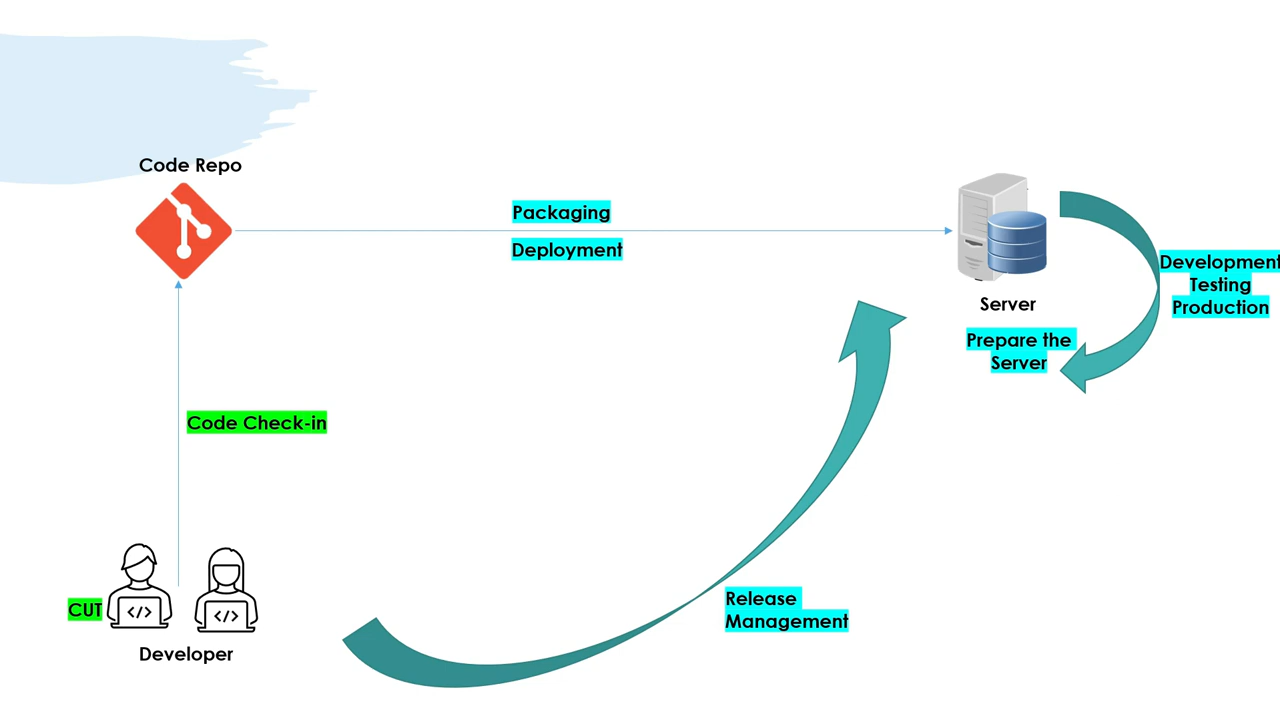 Code Repo
Packaging
Deployment
Server
Development
Testing
Production
Prepare the
Server
Code Check-in
CUT
</>
</>
Developer
Release
Management